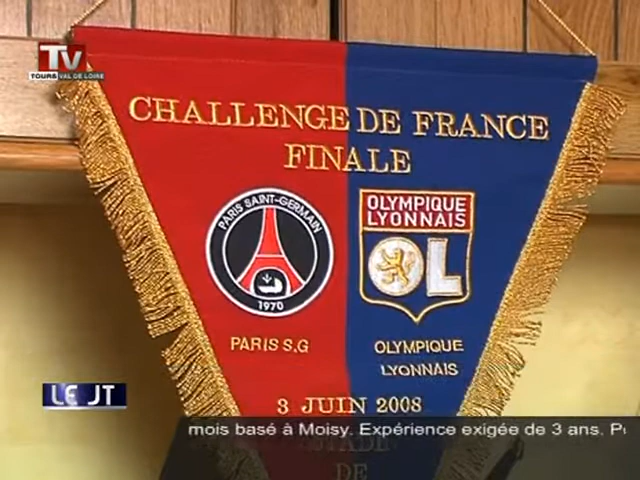 TV
TOURS VAL DE LOIRE
CHALLENGE DE FRANCE
FINALE
PARIS SAINT-GERMAIN
1970
OLYMPIQUE
LYONNAIS
OL
PARIS S.G
OLYMPIQUE
LYONNAIS
3 JUIN 2008
LE JT
mois basé à Moisy. Expérience exigée de 3 ans. P
DE